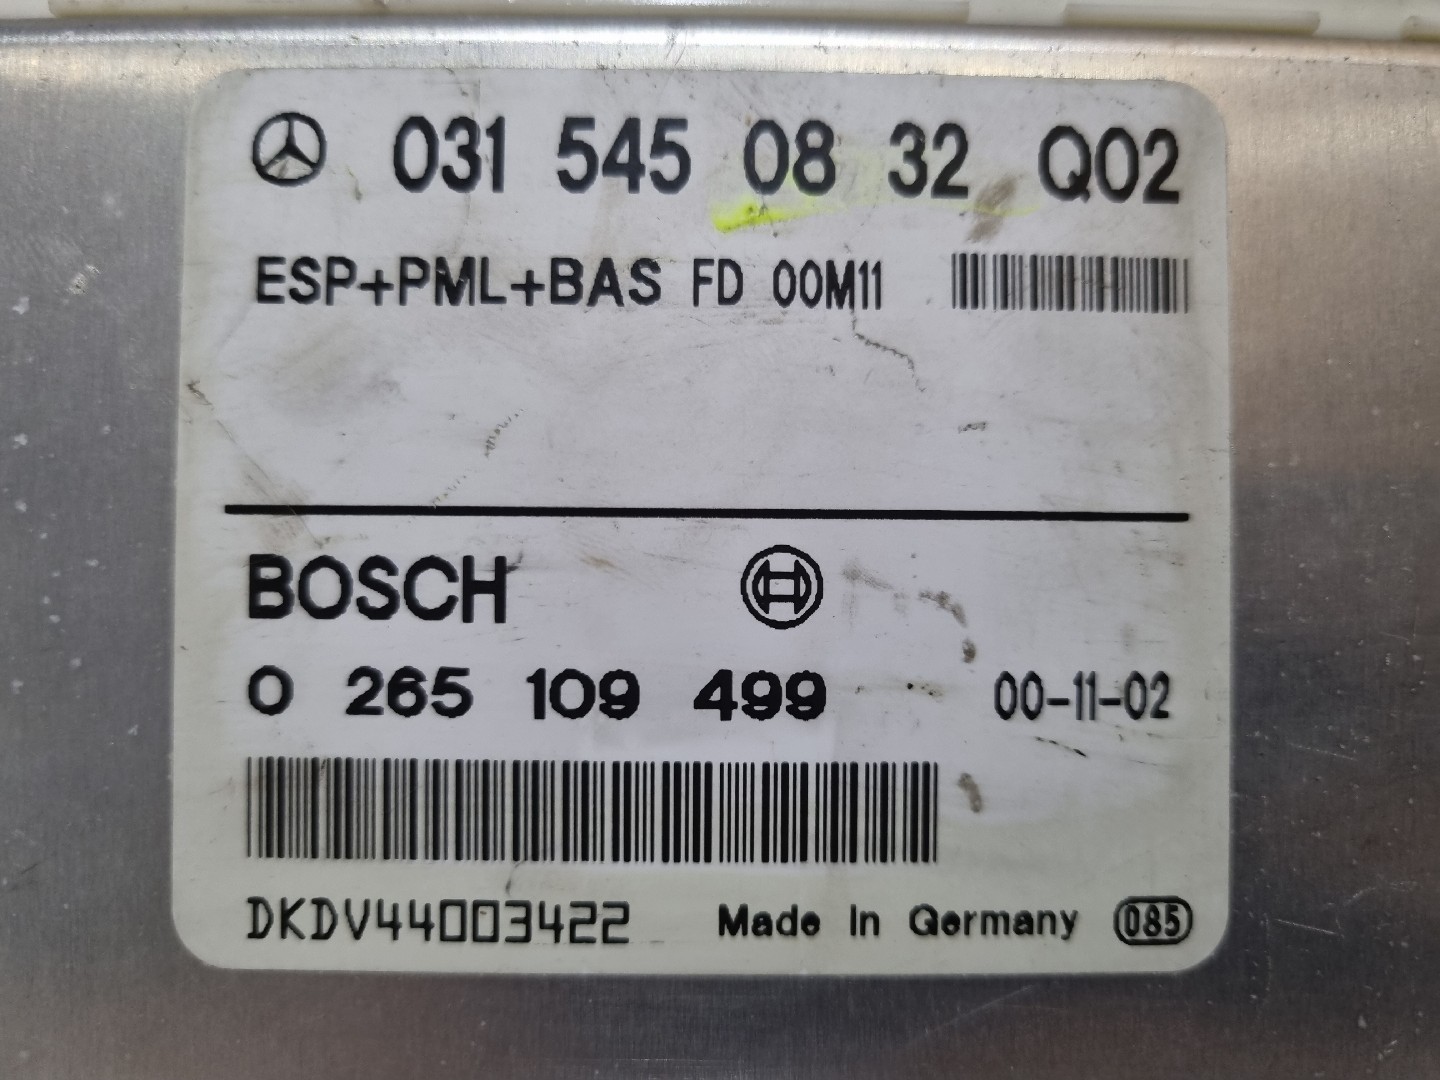 031 545 08 32 Q02
ESP+PML+BAS FD 00M11
BOSCH
0 265 109 499 00-11-02
DKDV44003422 Made In Germany 085